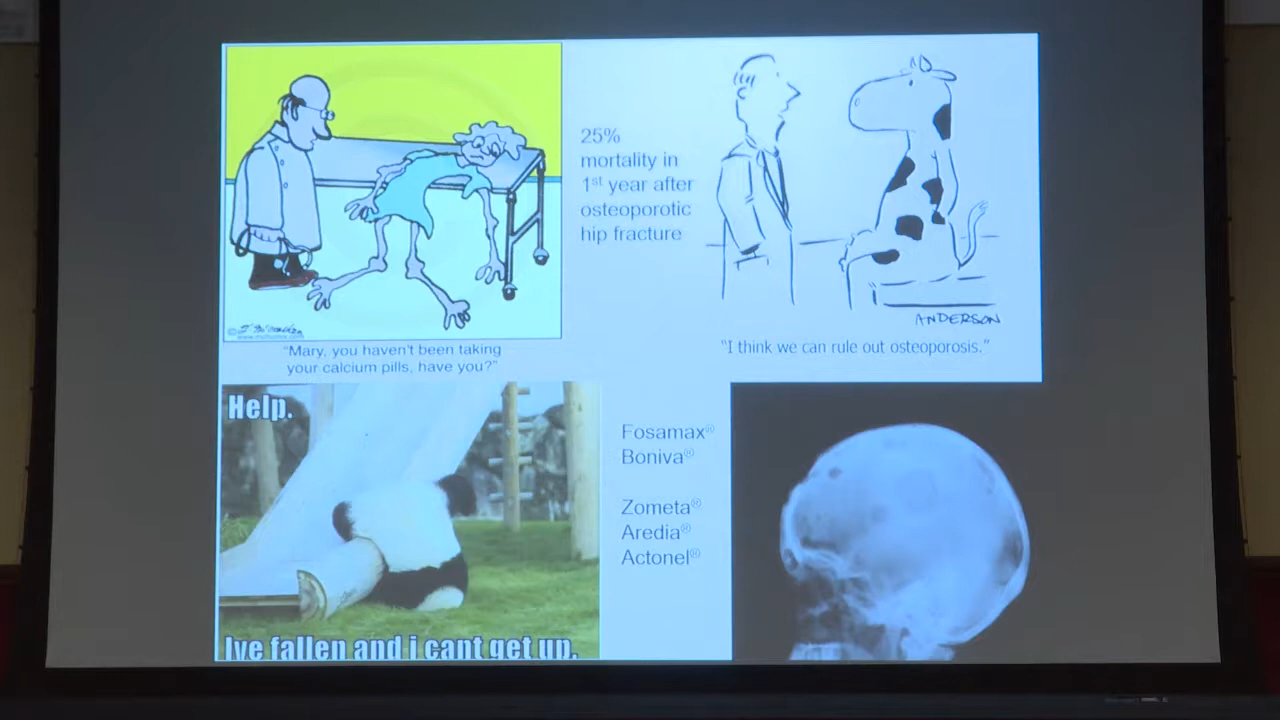 25%
mortality in
1st year after
osteoporotic
hip fracture
ANDERSON
"Mary, you haven't been taking
your calcium pills, have you?"
"I think we can rule out osteoporosis."
Help.
Ive fallen and i cant get up.
Fosamax®
Boniva®
Zometa®
Aredia®
Actonel®